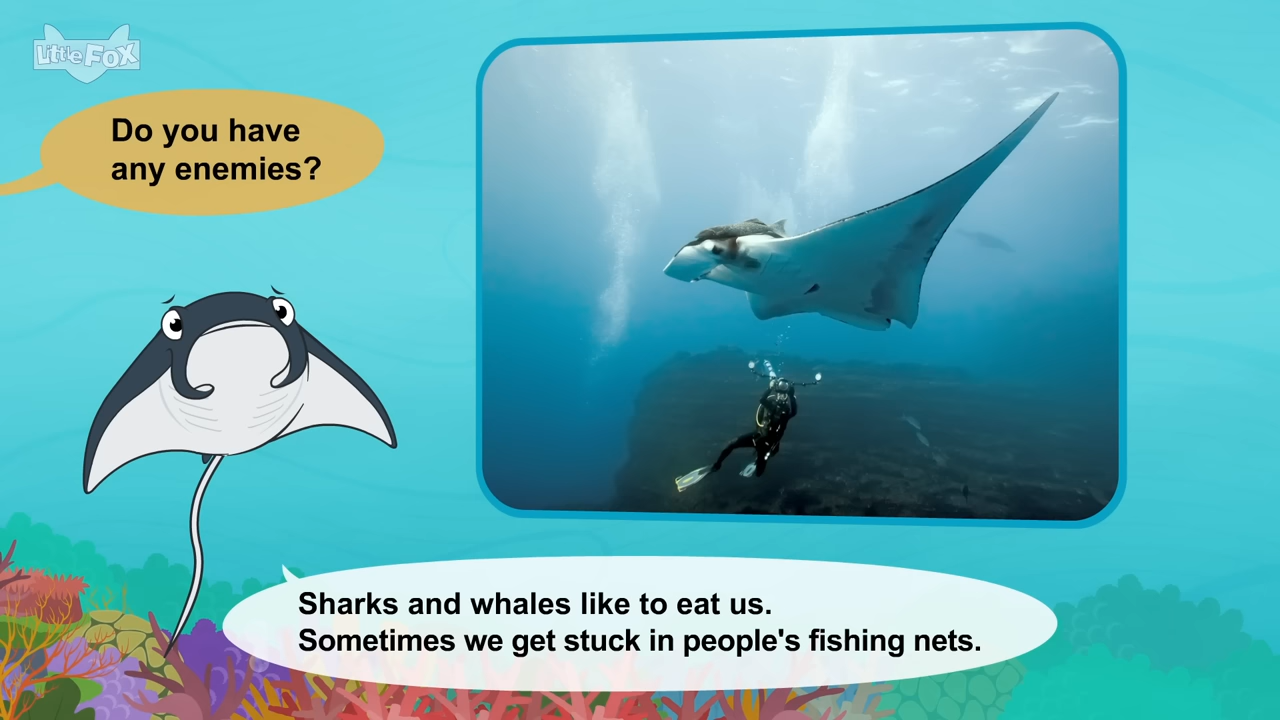 Little Fox
Do you have
any enemies?
Sharks and whales like to eat us.
Sometimes we get stuck in people's fishing nets.